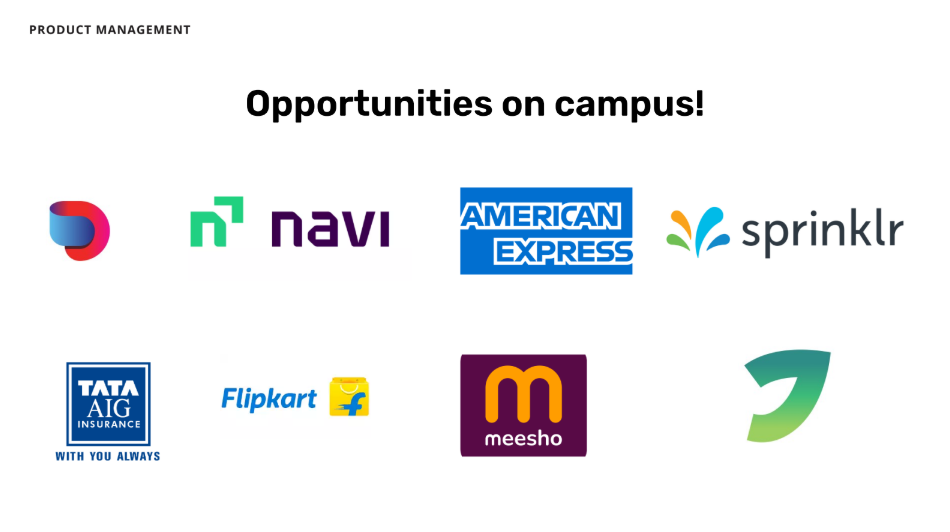 PRODUCT MANAGEMENT
Opportunities on campus!
navi
AMERICAN
EXPRESS
sprinklr
TATA
AIG
INSURANCE
WITH YOU ALWAYS
Flipkart
meesho